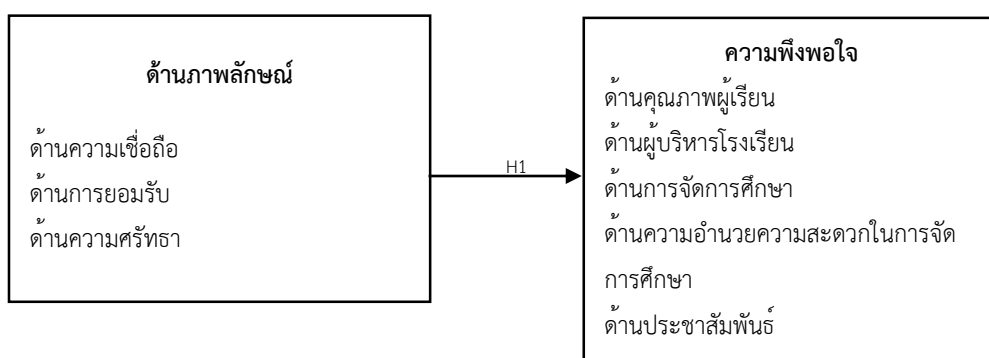 ด้านภาพลักษณ์
ด้านความเชื่อถือ
ด้านการยอมรับ
ด้านความศรัทธา
H1
ความพึงพอใจ
ด้านคุณภาพผู้เรียน
ด้านผู้บริหารโรงเรียน
ด้านการจัดการศึกษา
ด้านความอำนวยความสะดวกในการจัด
การศึกษา
ด้านประชาสัมพันธ์